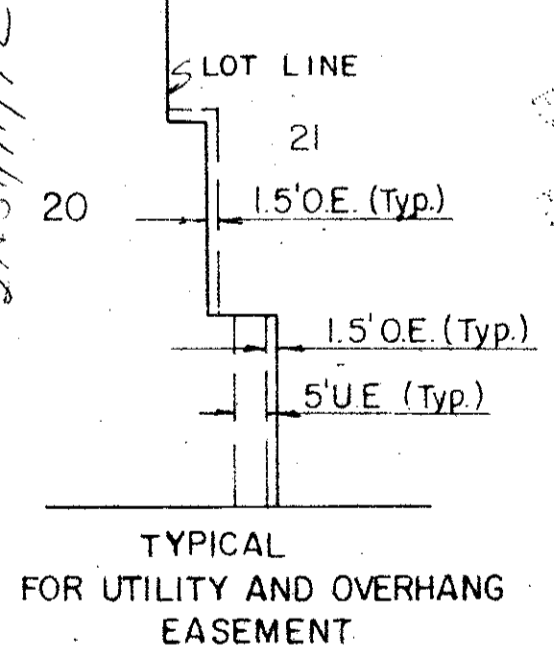 LOT LINE
21
20
1.5'O.E. (Typ.)
1.5' O.E. (Typ.)
5'U.E (Typ.)
TYPICAL
FOR UTILITY AND OVERHANG
EASEMENT